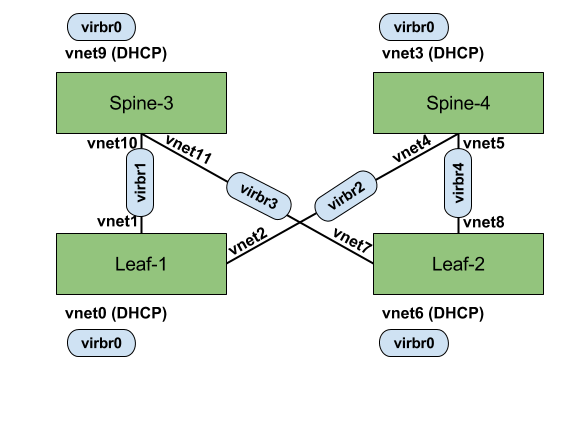 virbr0
virbr0
vnet9 (DHCP)
vnet3 (DHCP)
Spine-3
Spine-4
vnet10
vnet11
vnet4
vnet5
virbr1
virbr3
virbr2
virbr4
vnet1
vnet2
vnet7
vnet8
Leaf-1
Leaf-2
vnet0 (DHCP)
vnet6 (DHCP)
virbr0
virbr0